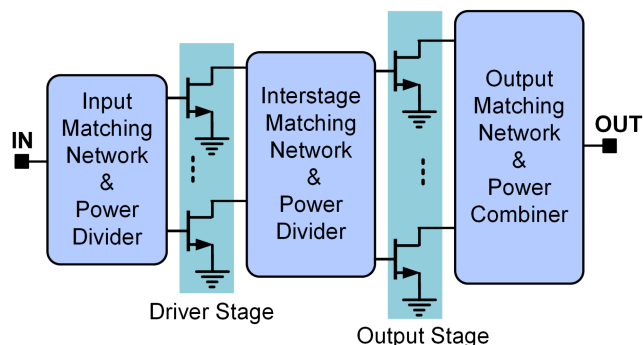 IN
Input
Matching
Network
&
Power
Divider
Driver Stage
Interstage
Matching
Network
&
Power
Divider
Output Stage
Output
Matching
Network
&
Power
Combiner
OUT